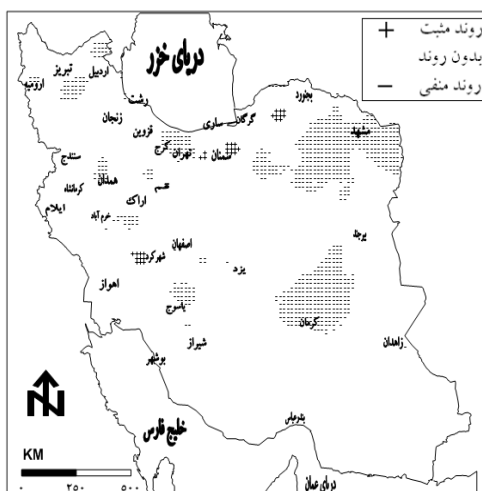 روند مثبت +
بدون روند
روند منفی −
دریای خزر
اردبیل
تبریز
ارومیه
رشت
زنجان
قزوین
ساری
گرگان
بجنورد
مشهد
کرج
تهران
سمنان
سنندج
همدان
کرمانشاه
قم
اراک
ایلام
خرم آباد
اصفهان
شهرکرد
یزد
بیرجند
اهواز
یاسوج
کرمان
زاهدان
شیراز
بوشهر
بندرعباس
خلیج فارس
دریای عمان
N
KM
۰ ۲۵۰ ۵۰۰